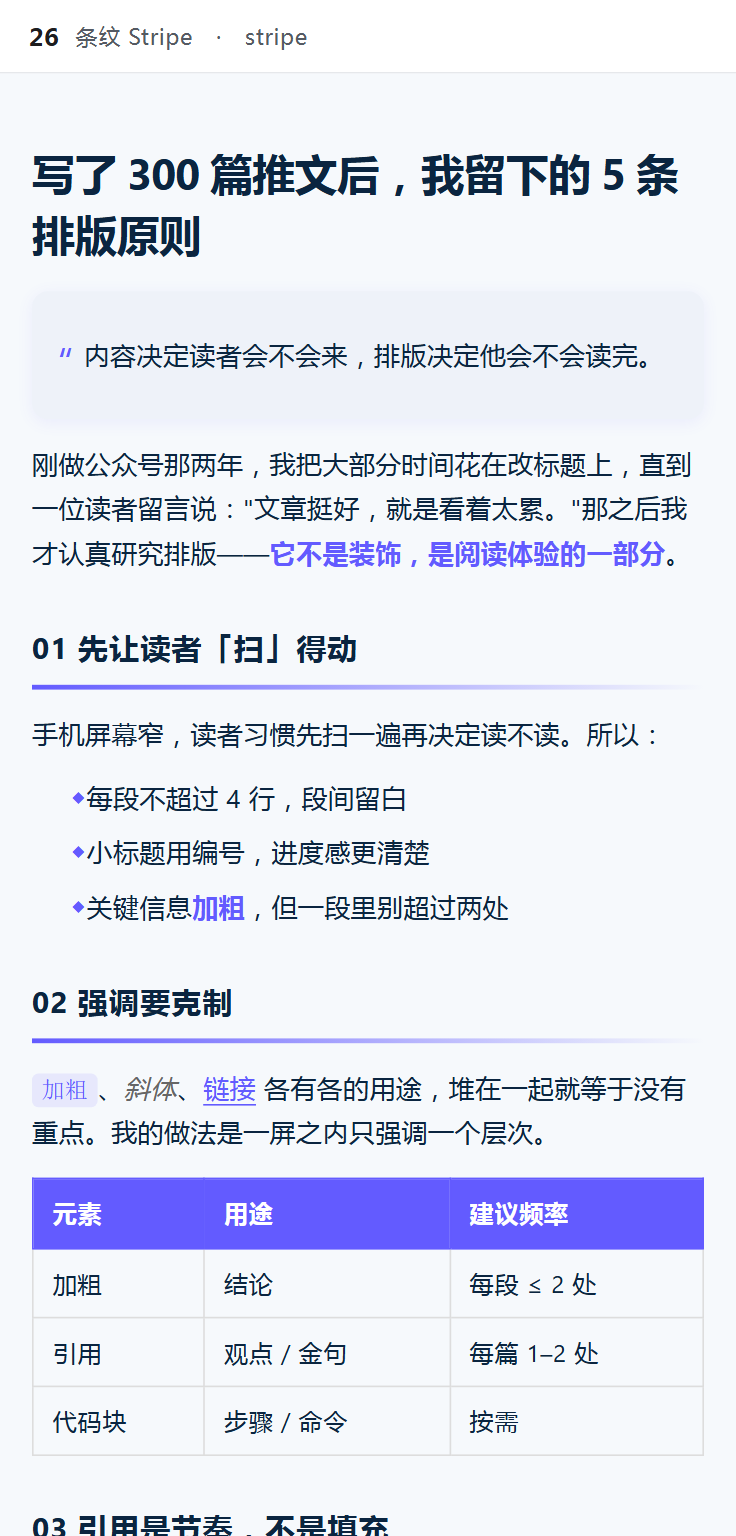 26 条纹 Stripe · stripe
写了 300 篇推文后，我留下的 5 条
排版原则
“ 内容决定读者会不会来，排版决定他会不会读完。
刚做公众号那两年，我把大部分时间花在改标题上，直到
一位读者留言说："文章挺好，就是看着太累。"那之后我
才认真研究排版——它不是装饰，是阅读体验的一部分。
01 先让读者「扫」得动
手机屏幕窄，读者习惯先扫一遍再决定读不读。所以：
◆每段不超过 4 行，段间留白
◆小标题用编号，进度感更清楚
◆关键信息加粗，但一段里别超过两处
02 强调要克制
加粗、斜体、链接 各有各的用途，堆在一起就等于没有
重点。我的做法是一屏之内只强调一个层次。
元素 用途 建议频率
加粗 结论 每段 ≤ 2 处
引用 观点 / 金句 每篇 1–2 处
代码块 步骤 / 命令 按需
03 引用是节奏，不是填充